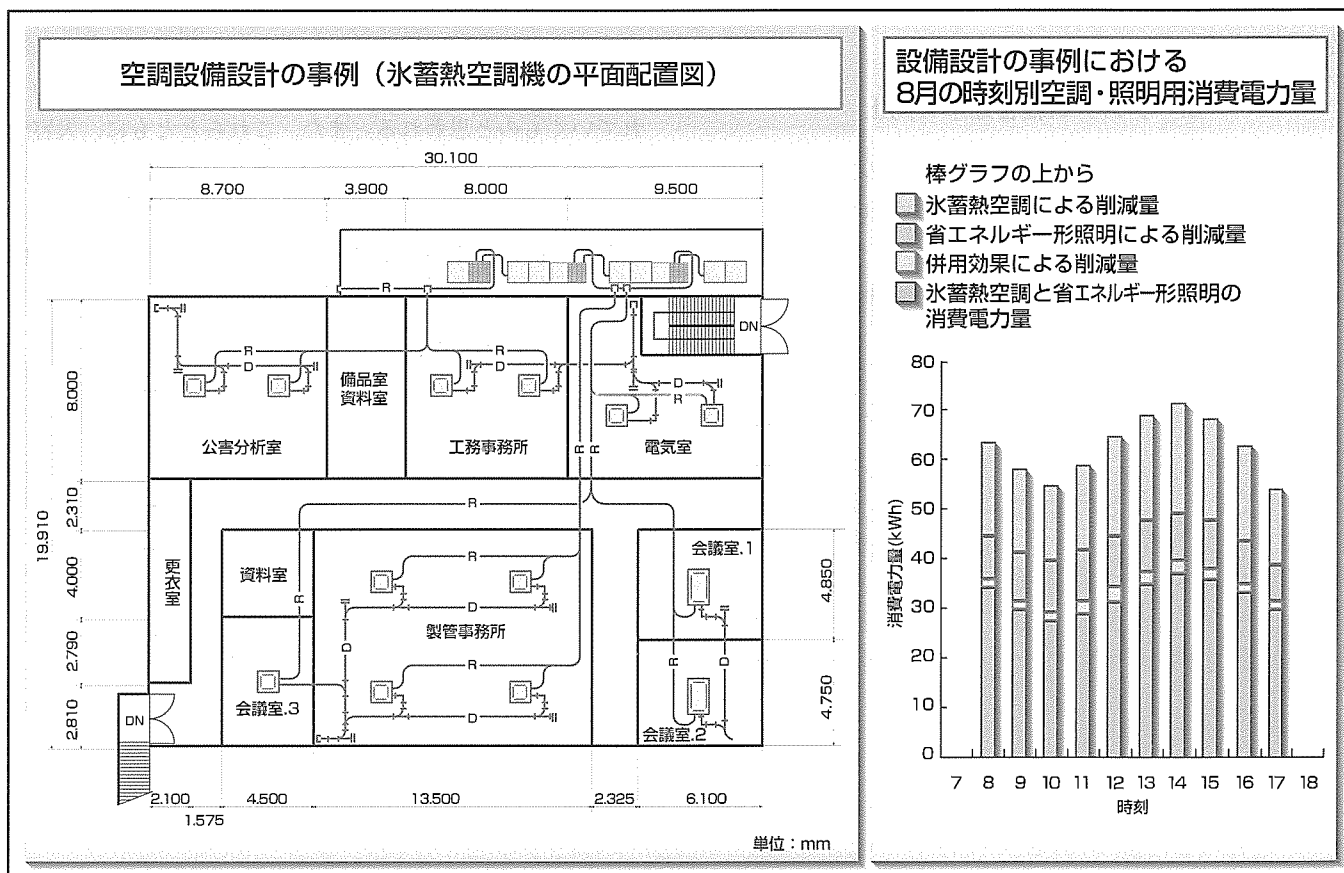 空調設備設計の事例（氷蓄熱空調機の平面配置図）
30.100
8.700 3.900 8.000 9.500
R
DN
R R
D D D
R
備品室
資料室
公害分析室 工務事務所 電気室
R R
8.000
2.310
19.910
4.000
2.790
2.810
R
更衣室
資料室
R
会議室.1
R
D
製管事務所
D
R
R D
会議室.3
D
会議室.2
DN
4.850
4.750
2.100 4.500 13.500 2.325 6.100
1.575
単位：mm
設備設計の事例における
8月の時刻別空調・照明用消費電力量
棒グラフの上から
氷蓄熱空調による削減量
省エネルギー形照明による削減量
併用効果による削減量
氷蓄熱空調と省エネルギー形照明の
消費電力量
消費電力量(kWh)
80
70
60
50
40
30
20
10
0
7 8 9 10 11 12 13 14 15 16 17 18
時刻